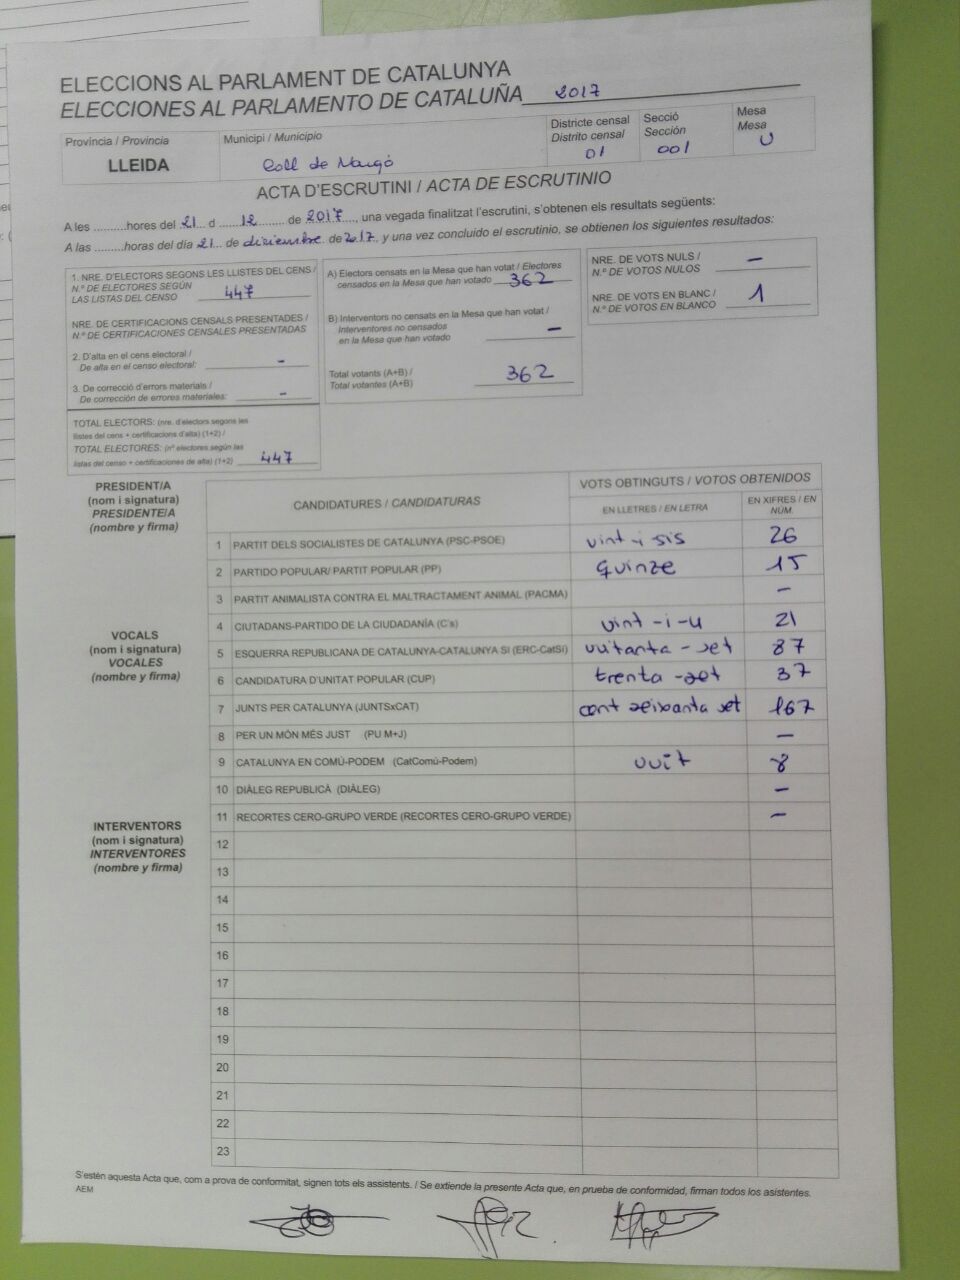 ELECCIONS AL PARLAMENT DE CATALUNYA
ELECCIONES AL PARLAMENTO DE CATALUÑA 2017
Província / Provincia
LLEIDA
Municipi / Municipio
Coll de Nargó
Districte censal
Distrito censal
01
Secció
Sección
001
Mesa
Mesa
U
ACTA D'ESCRUTINI / ACTA DE ESCRUTINIO
A les ..........hores del 21 d 12 de 2017, una vegada finalitzat l'escrutini, s'obtenen els resultats següents:
A las .........horas del día 21 de diciembre de 2017, y una vez concluido el escrutinio, se obtienen los siguientes resultados:
1. NRE. D'ELECTORS SEGONS LES LLISTES DEL CENS /
N.º DE ELECTORES SEGÚN
LAS LISTAS DEL CENSO 447
NRE. DE CERTIFICACIONS CENSALS PRESENTADES /
N.º DE CERTIFICACIONES CENSALES PRESENTADAS
2. D'alta en el cens electoral /
De alta en el censo electoral: -
3. De correcció d'errors materials /
De corrección de errores materiales: -
TOTAL ELECTORS: (nre. d'electors segons les
llistes del cens + certificacions d'alta) (1+2) /
TOTAL ELECTORES: (nº electores según las
listas del censo + certificaciones de alta) (1+2) 447
A) Electors censats en la Mesa que han votat / Electores
censados en la Mesa que han votado 362
B) Interventors no censats en la Mesa que han votat /
Interventores no censados
en la Mesa que han votado -
Total votants (A+B) /
Total votantes (A+B) 362
NRE. DE VOTS NULS /
N.º DE VOTOS NULOS -
NRE. DE VOTS EN BLANC /
N.º DE VOTOS EN BLANCO 1
PRESIDENT/A
(nom i signatura)
PRESIDENTE/A
(nombre y firma)
VOCALS
(nom i signatura)
VOCALES
(nombre y firma)
INTERVENTORS
(nom i signatura)
INTERVENTORES
(nombre y firma)
CANDIDATURES / CANDIDATURAS
VOTS OBTINGUTS / VOTOS OBTENIDOS
EN LLETRES / EN LETRA
EN XIFRES / EN NÚM.
1 PARTIT DELS SOCIALISTES DE CATALUNYA (PSC-PSOE) vint-i sis 26
2 PARTIDO POPULAR/ PARTIT POPULAR (PP) quinze 15
3 PARTIT ANIMALISTA CONTRA EL MALTRACTAMENT ANIMAL (PACMA) -
4 CIUTADANS-PARTIDO DE LA CIUDADANÍA (C's) vint-i-u 21
5 ESQUERRA REPUBLICANA DE CATALUNYA-CATALUNYA SÍ (ERC-CatSí) vuitanta-set 87
6 CANDIDATURA D'UNITAT POPULAR (CUP) trenta-set 37
7 JUNTS PER CATALUNYA (JUNTSxCAT) cent seixanta set 167
8 PER UN MÓN MÉS JUST (PU M+J) -
9 CATALUNYA EN COMÚ-PODEM (CatComú-Podem) vuit 8
10 DIÀLEG REPUBLICÀ (DIÀLEG) -
11 RECORTES CERO-GRUPO VERDE (RECORTES CERO-GRUPO VERDE) -
12
13
14
15
16
17
18
19
20
21
22
23
S'estén aquesta Acta que, com a prova de conformitat, signen tots els assistents. / Se extiende la presente Acta que, en prueba de conformidad, firman todos los asistentes.
AEM